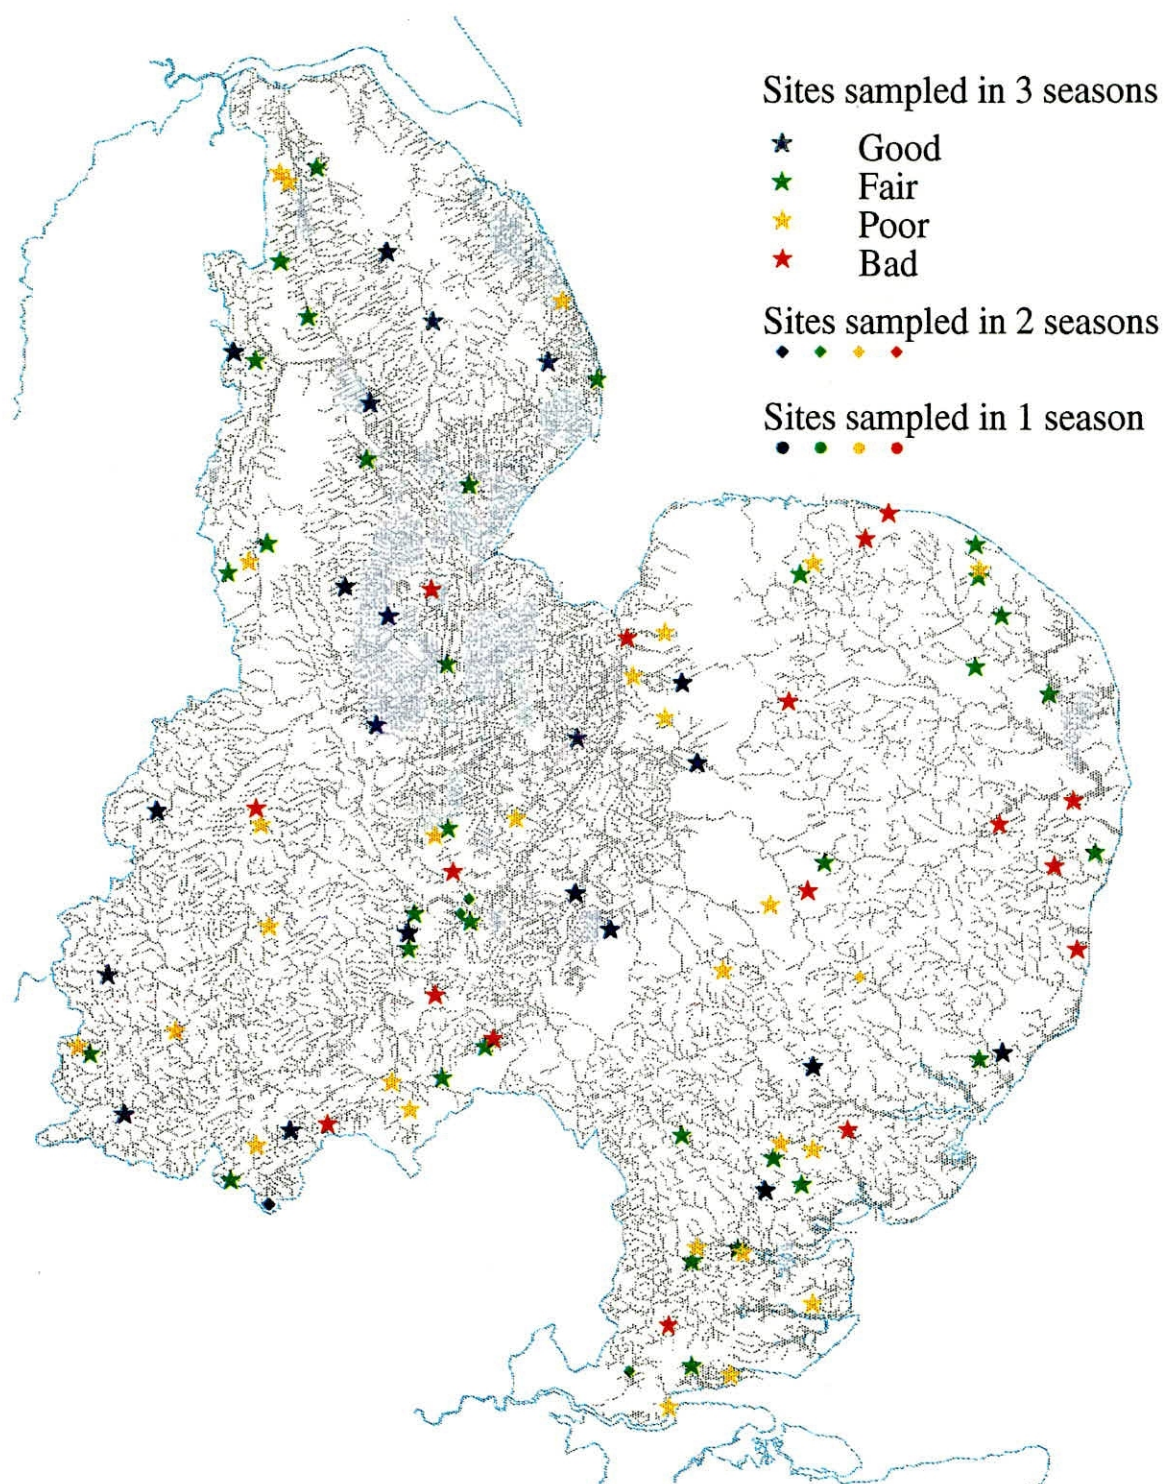 Sites sampled in 3 seasons
Good
Fair
Poor
Bad
Sites sampled in 2 seasons
Sites sampled in 1 season